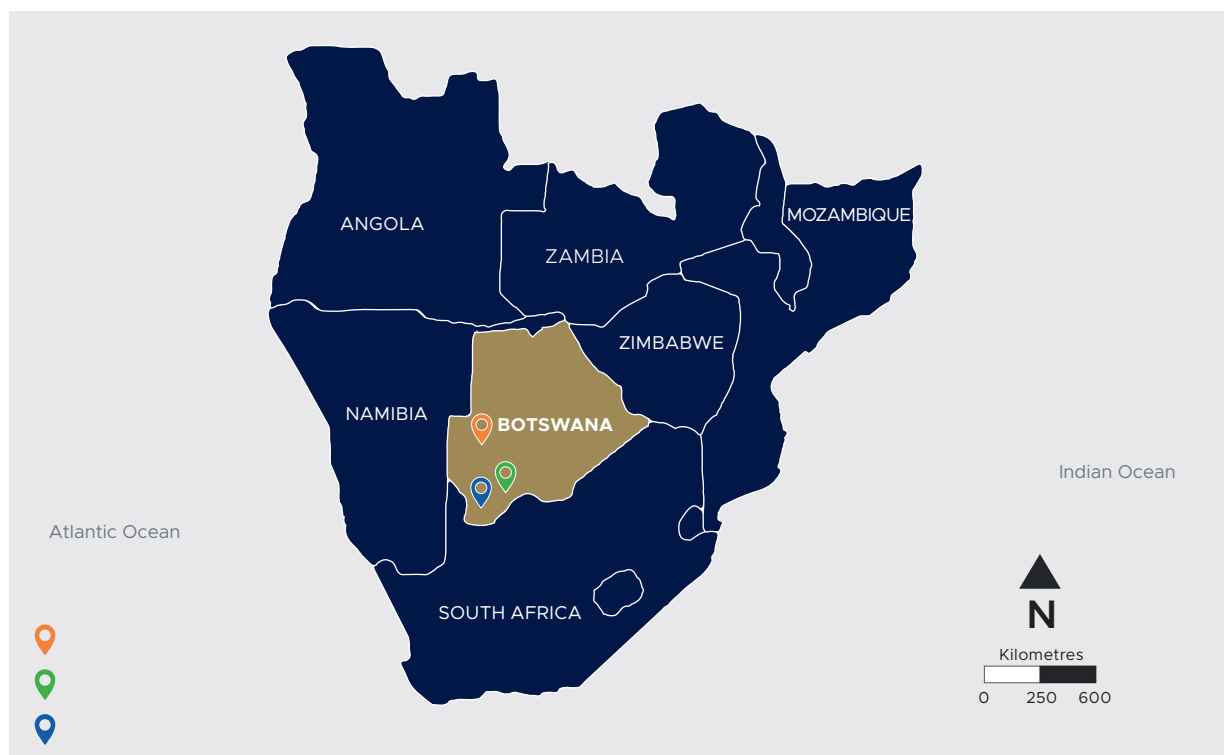 ANGOLA
ZAMBIA
MOZAMBIQUE
ZIMBABWE
NAMIBIA
BOTSWANA
Indian Ocean
Atlantic Ocean
SOUTH AFRICA
N
Kilometres
0 250 600